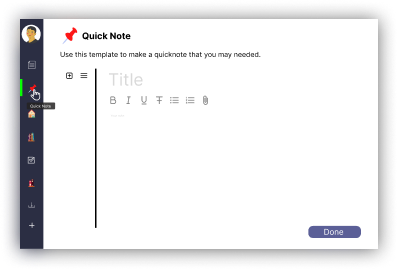 Quick Note
Use this template to make a quicknote that you may needed.
Quick Note
Title
B I U T
Done